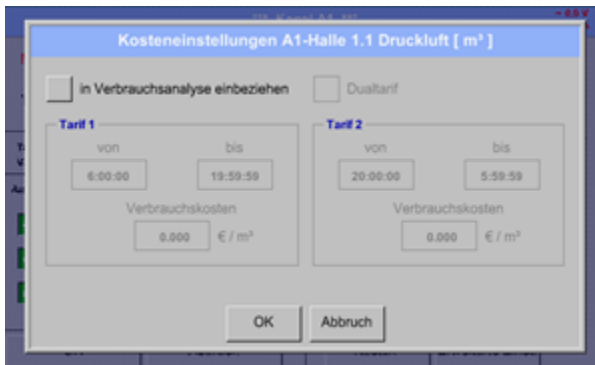 Kosteneinstellungen A1-Halle 1.1 Druckluft [ m³ ]
in Verbrauchsanalyse einbeziehen
Dualtarif
Tarif 1
von bis
6:00:00 19:59:59
Verbrauchskosten
0.000 € / m³
Tarif 2
von bis
20:00:00 5:59:59
Verbrauchskosten
0.000 € / m³
OK Abbruch